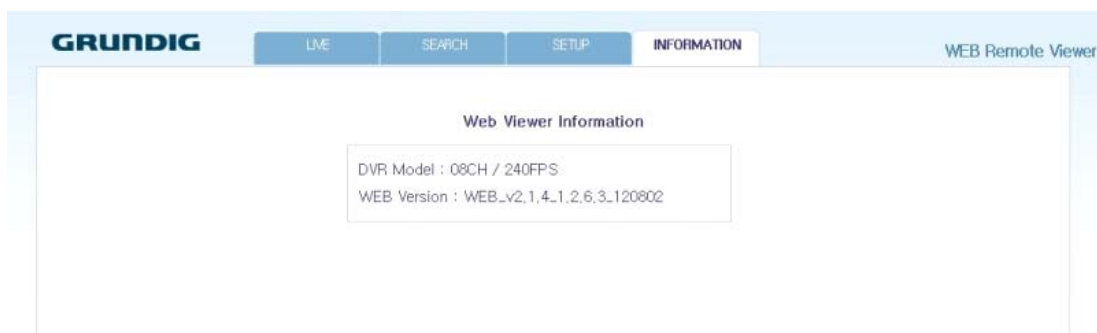 GRUNDIG
LIVE SEARCH SETUP INFORMATION
WEB Remote Viewer
Web Viewer Information
DVR Model : 08CH / 240FPS
WEB Version : WEB_v2,1,4_1,2,6,3_120802